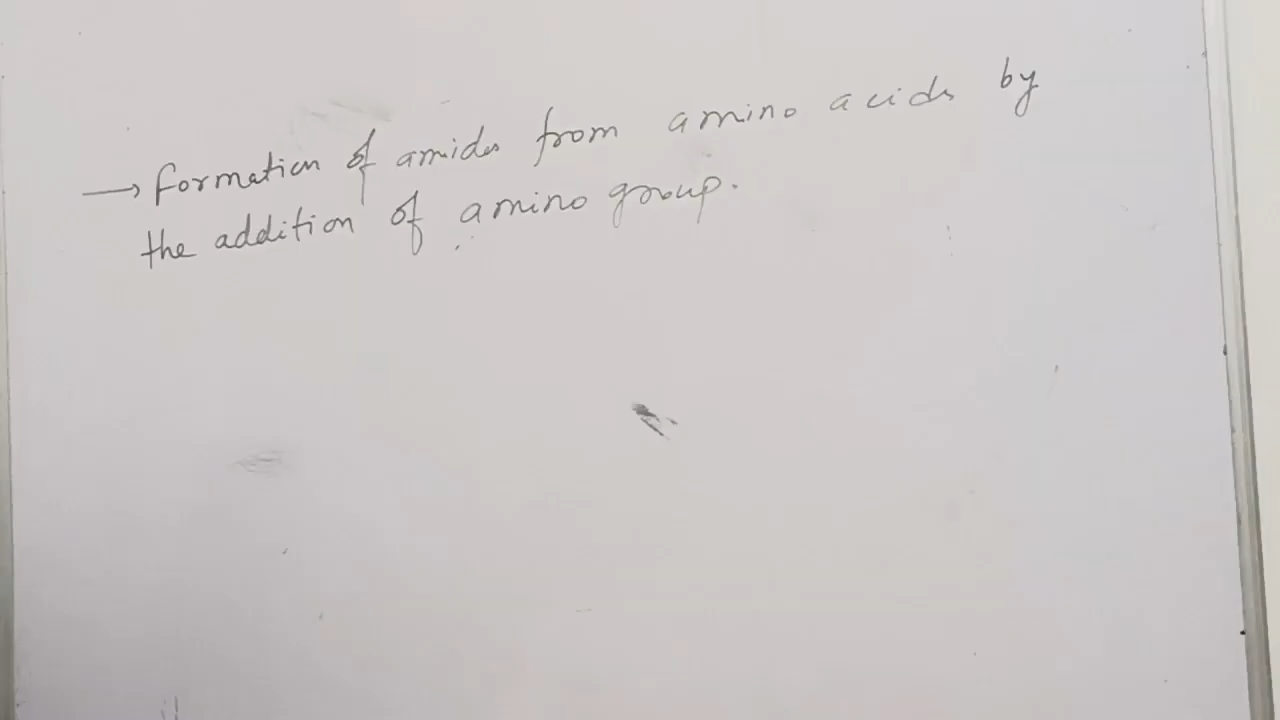 → Formation of amides from amino acids by
the addition of amino group.